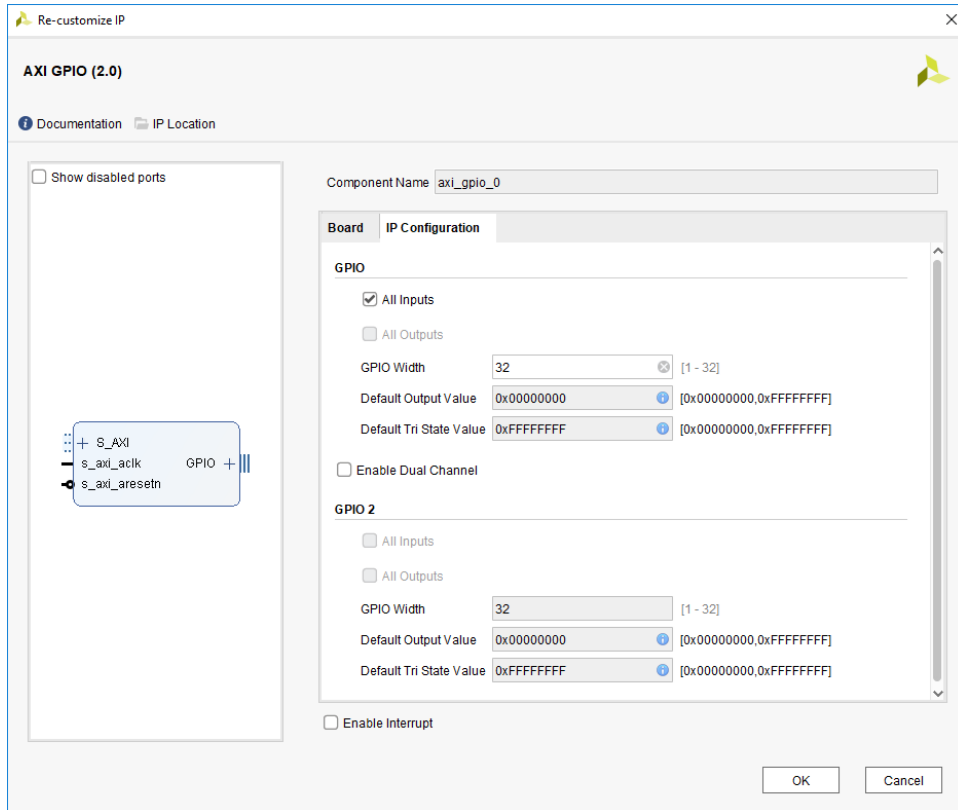 Re-customize IP
AXI GPIO (2.0)
Documentation IP Location
Show disabled ports
S_AXI
s_axi_aclk GPIO
s_axi_aresetn
Component Name axi_gpio_0
Board IP Configuration
GPIO
All Inputs
All Outputs
GPIO Width 32 [1 - 32]
Default Output Value 0x00000000 [0x00000000,0xFFFFFFFF]
Default Tri State Value 0xFFFFFFFF [0x00000000,0xFFFFFFFF]
Enable Dual Channel
GPIO 2
All Inputs
All Outputs
GPIO Width 32 [1 - 32]
Default Output Value 0x00000000 [0x00000000,0xFFFFFFFF]
Default Tri State Value 0xFFFFFFFF [0x00000000,0xFFFFFFFF]
Enable Interrupt
OK Cancel